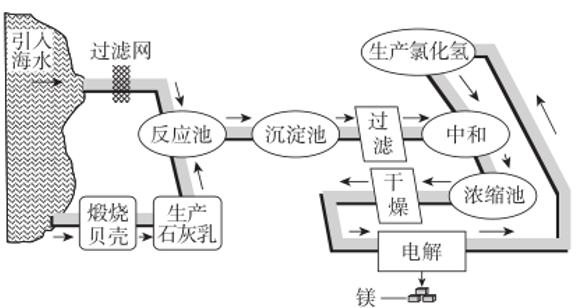 引入
海水
过滤网
生产氯化氢
反应池
沉淀池
过
滤
中和
干
燥
浓缩池
煅烧
贝壳
生产
石灰乳
电解
镁